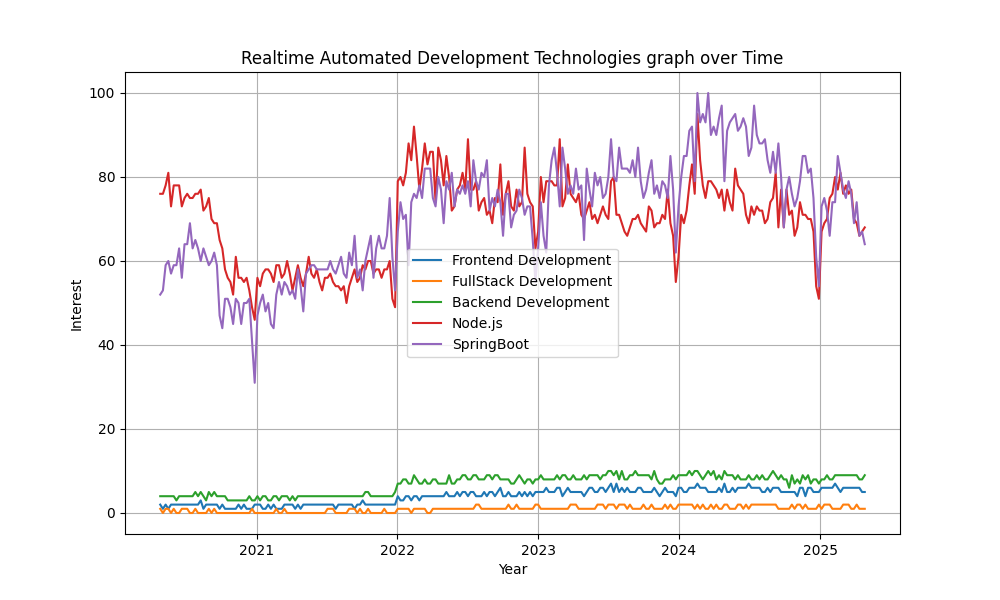 Realtime Automated Development Technologies graph over Time
100
80
60
40
20
0
Interest
Frontend Development
FullStack Development
Backend Development
Node.js
SpringBoot
2021
2022
2023
2024
2025
Year